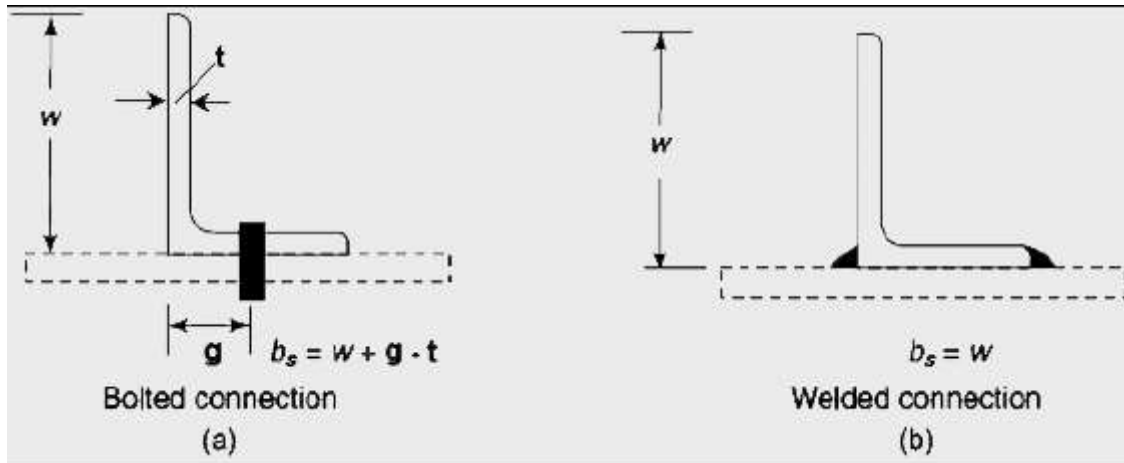 t
w
w
g
b_s = w + g - t
b_s = w
Bolted connection
Welded connection
(a)
(b)